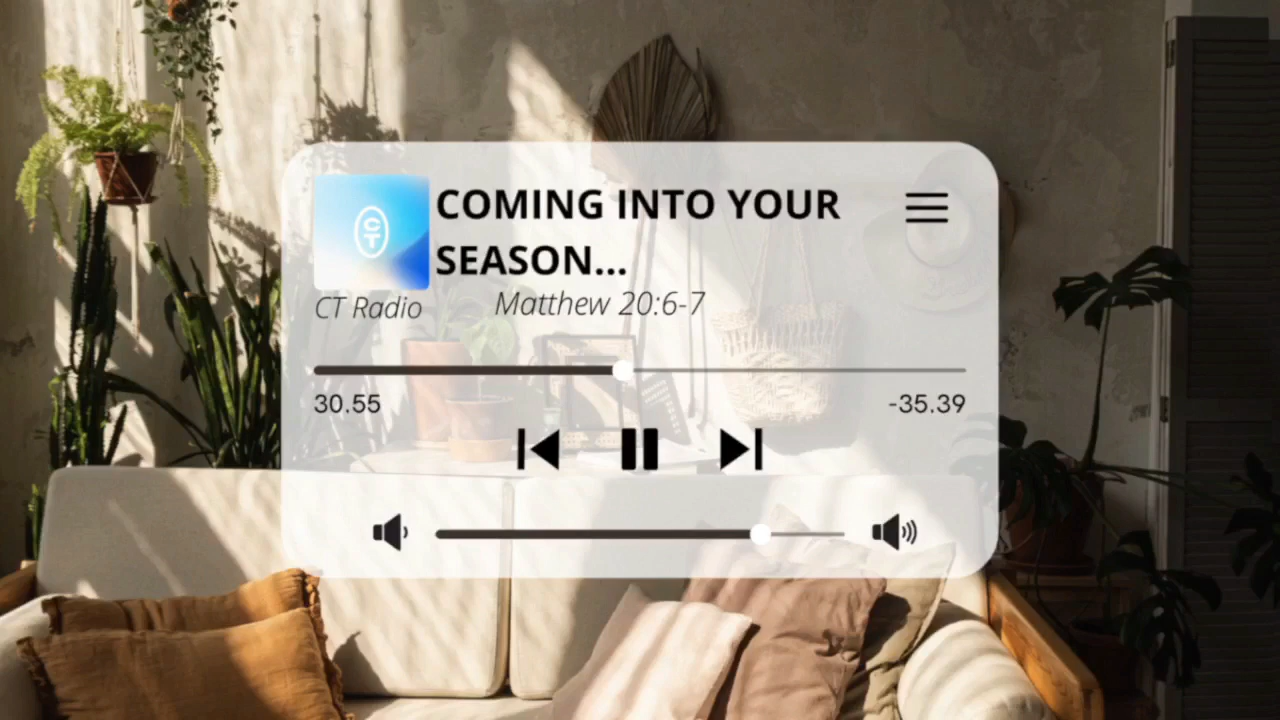 COMING INTO YOUR
SEASON...
CT
CT Radio
Matthew 20:6-7
30.55
-35.39